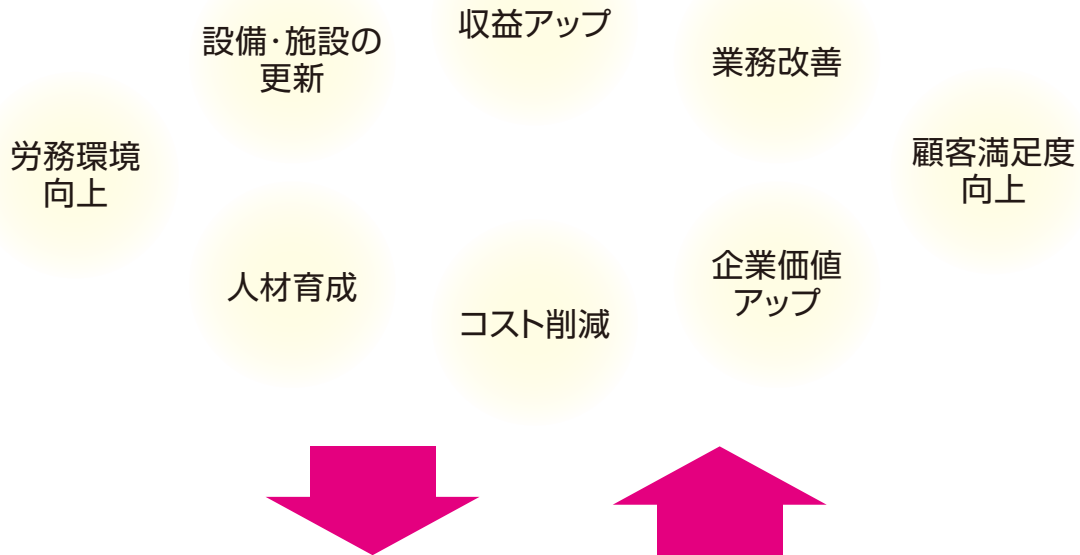 収益アップ
設備・施設の
更新
業務改善
労務環境
向上
顧客満足度
向上
人材育成
企業価値
アップ
コスト削減